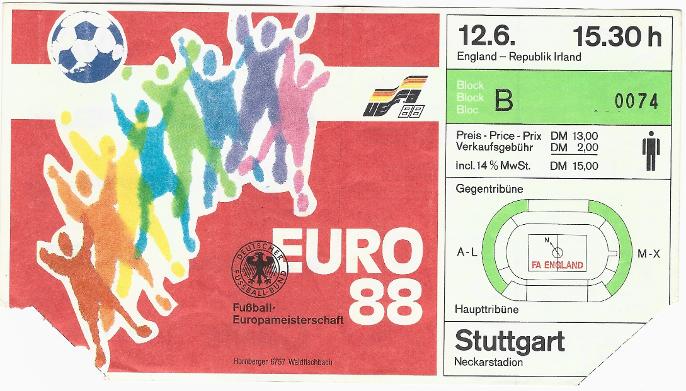 UEFA 88
DEUTSCHER FUSSBALL-BUND
EURO
88
Fußball-
Europameisterschaft
Hornberger 6757 Waldfischbach
12.6. 15.30 h
England – Republik Irland
Block
Block
Bloc
B
0074
Preis - Price - Prix DM 13,00
Verkaufsgebühr DM 2,00
incl. 14 % MwSt. DM 15,00
Gegentribüne
A-L
N
FA ENGLAND
M-X
Haupttribüne
Stuttgart
Neckarstadion